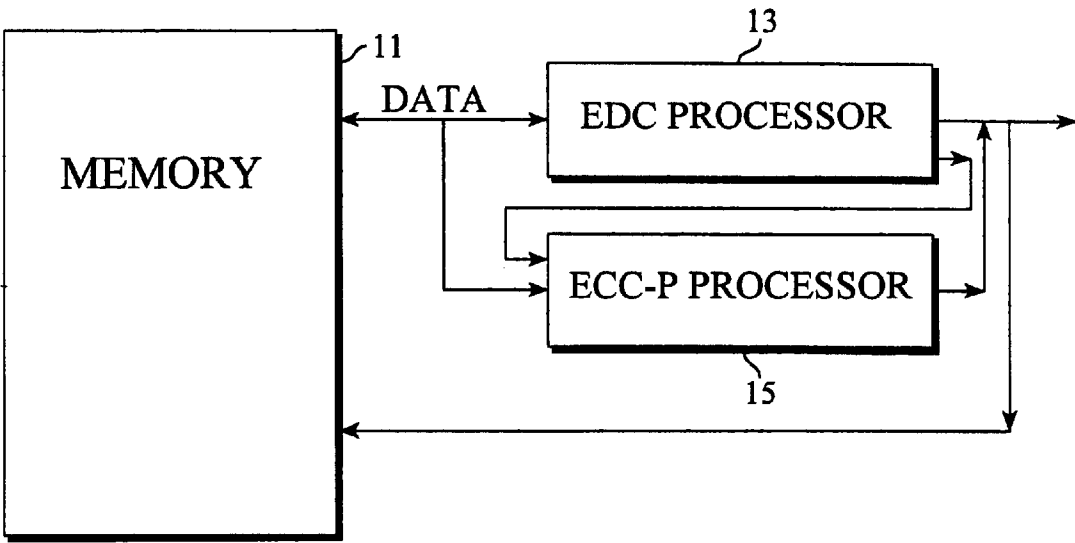 11
13
DATA
EDC PROCESSOR
MEMORY
ECC-P PROCESSOR
15